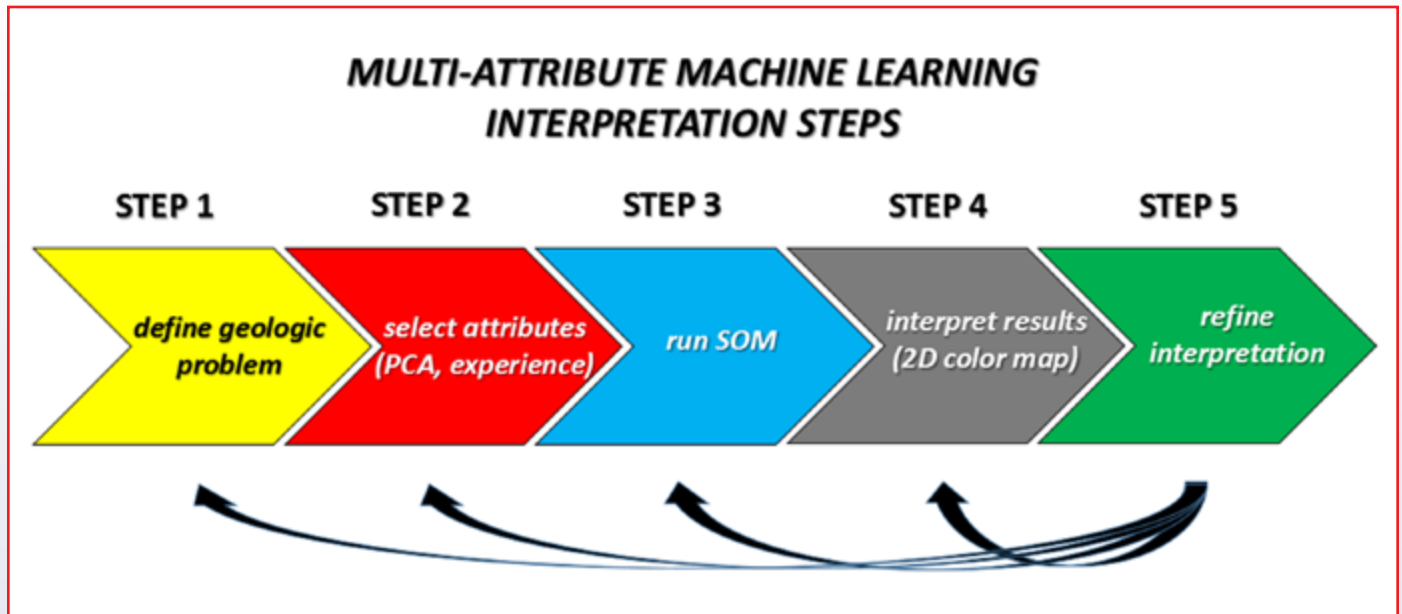 MULTI-ATTRIBUTE MACHINE LEARNING
INTERPRETATION STEPS
STEP 1
STEP 2
STEP 3
STEP 4
STEP 5
define geologic
problem
select attributes
(PCA, experience)
run SOM
interpret results
(2D color map)
refine
interpretation